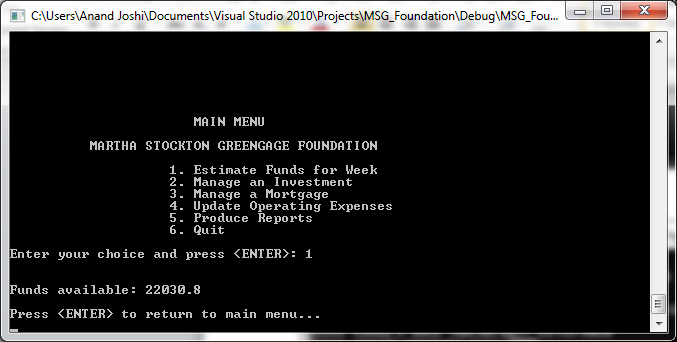 C:\Users\Anand Joshi\Documents\Visual Studio 2010\Projects\MSG_Foundation\Debug\MSG_Fou...
MAIN MENU
MARTHA STOCKTON GREENGAGE FOUNDATION
1. Estimate Funds for Week
2. Manage an Investment
3. Manage a Mortgage
4. Update Operating Expenses
5. Produce Reports
6. Quit
Enter your choice and press <ENTER>: 1
Funds available: 22030.8
Press <ENTER> to return to main menu...